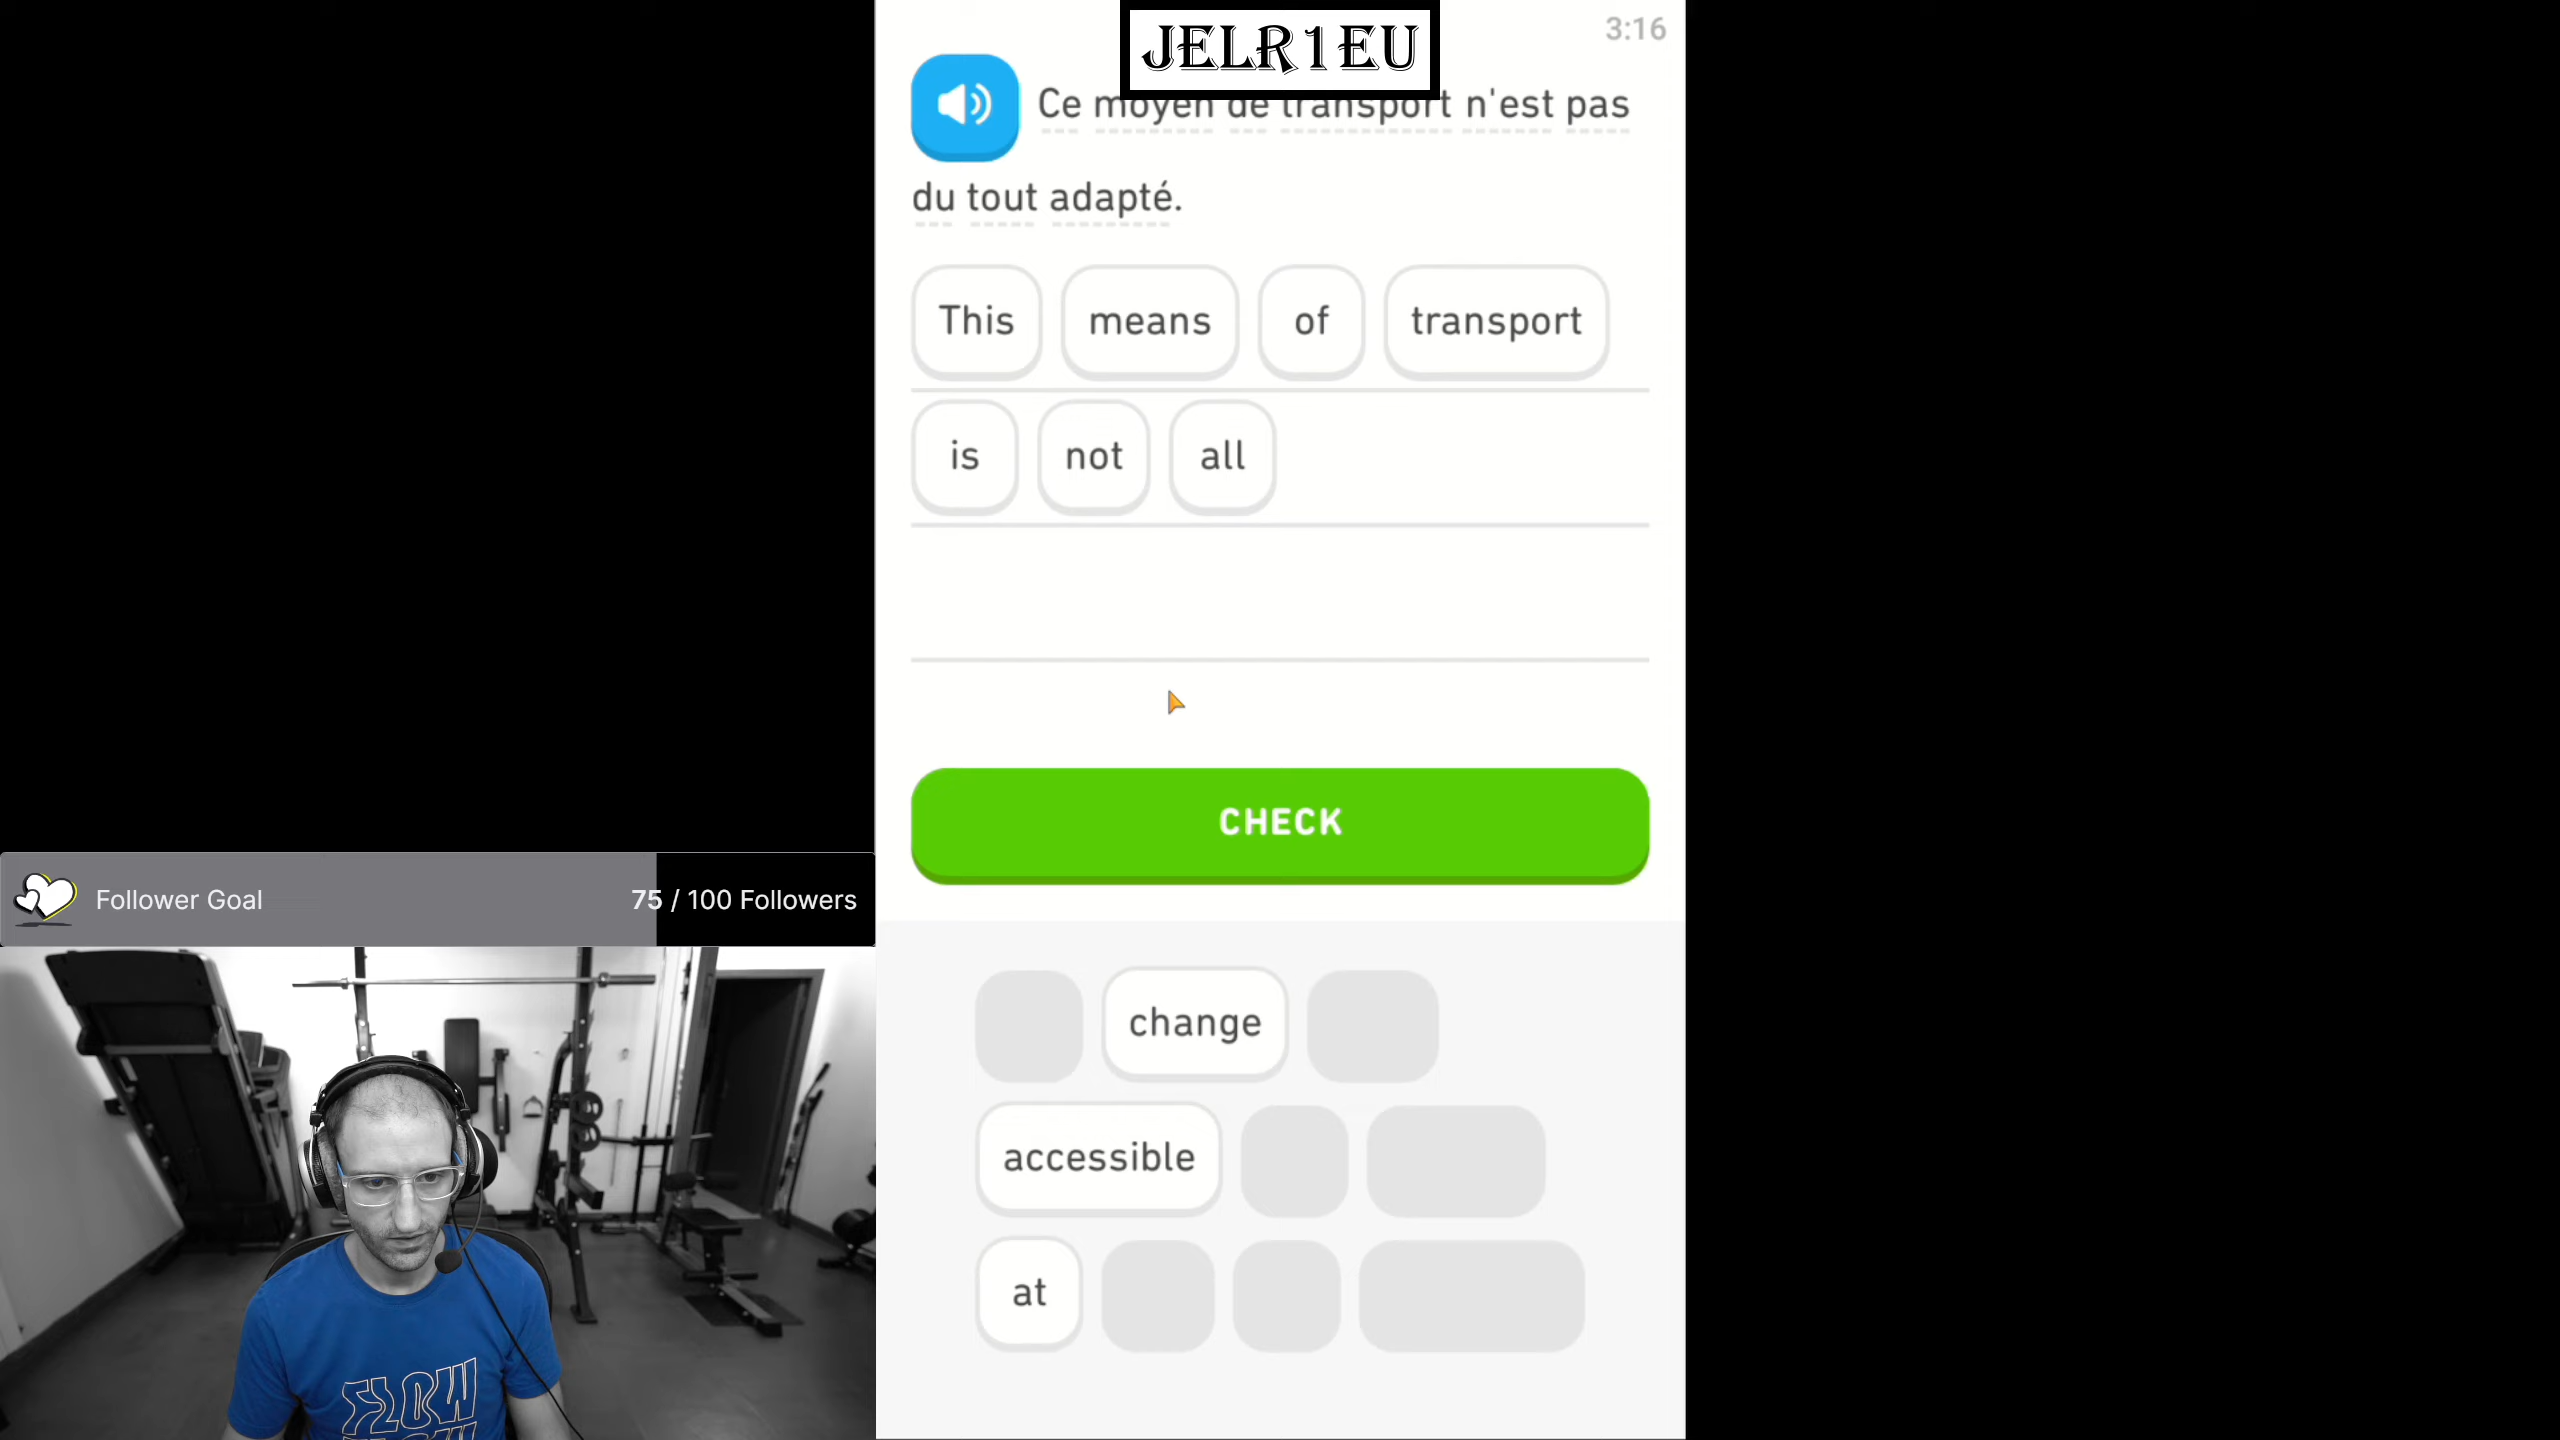 JELR1EU
3:16
Ce moyen de transport n'est pas
du tout adapté.
This means of transport
is not all
CHECK
Follower Goal 75 / 100 Followers
change
accessible
at
FLOW